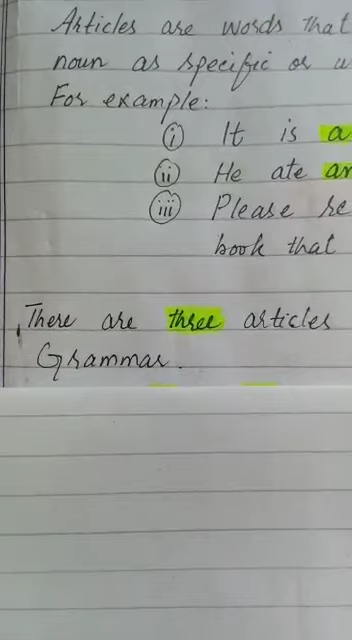 Articles are words that
noun as specific or u
For example:
(i) It is a
(ii) He ate an
(iii) Please re
book that
There are three articles
Grammar.